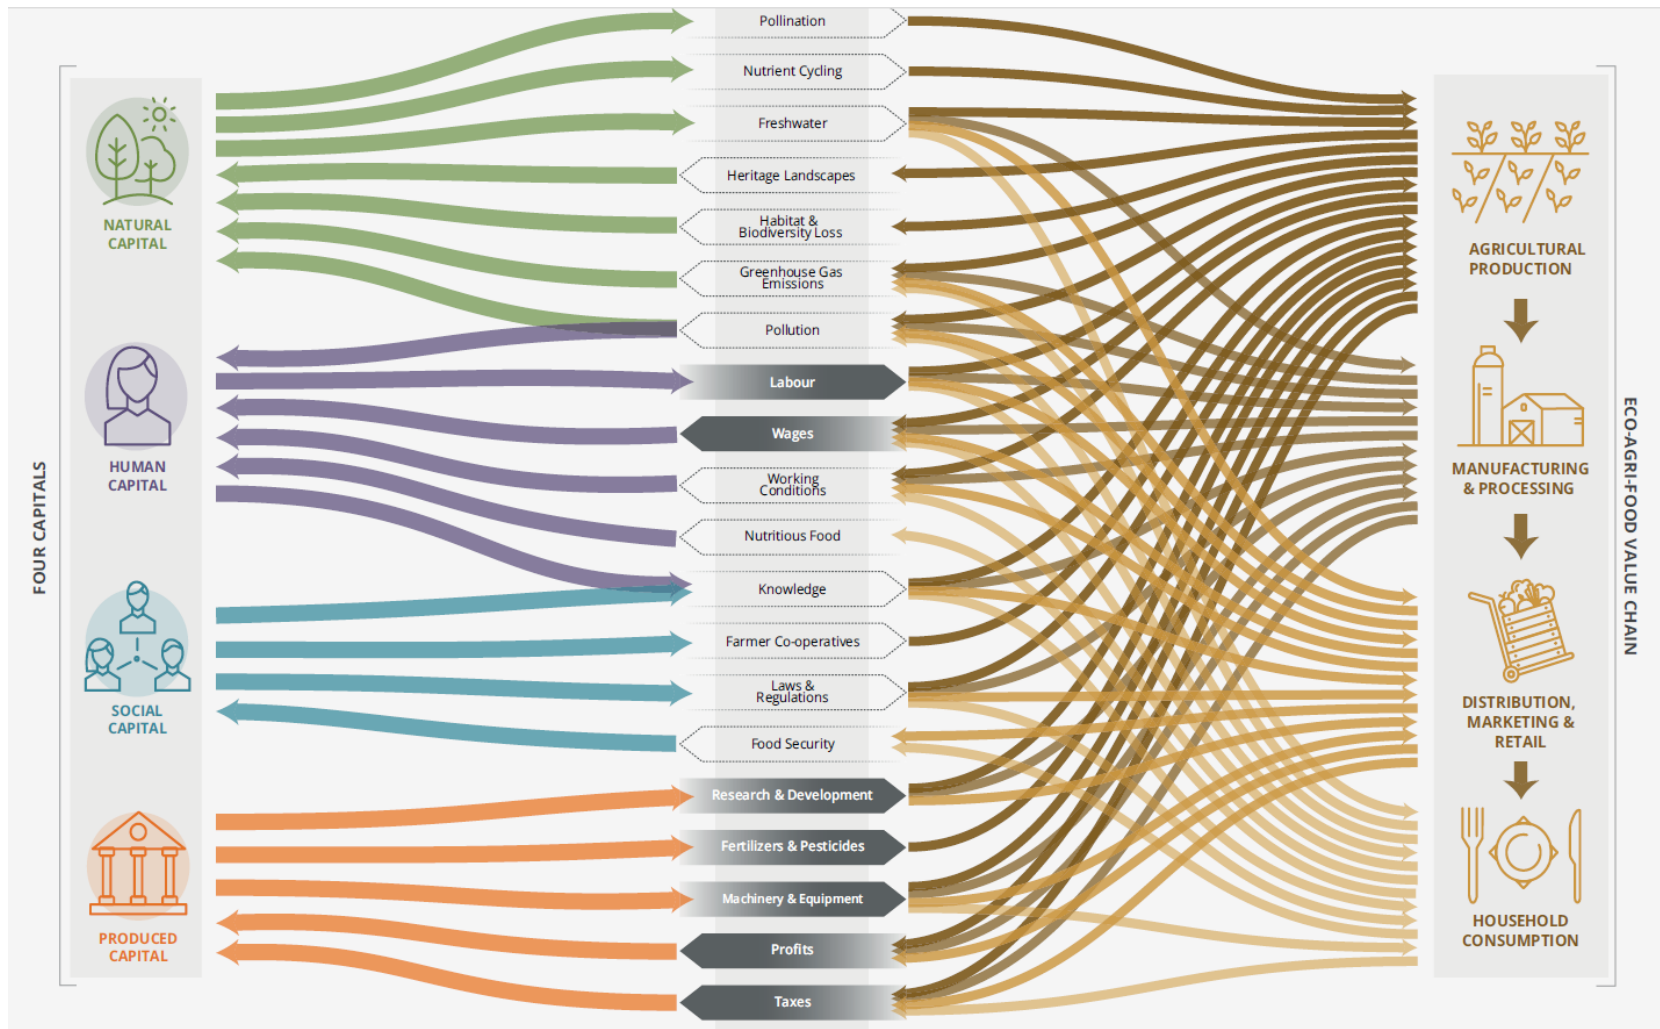 FOUR CAPITALS
NATURAL
CAPITAL
HUMAN
CAPITAL
SOCIAL
CAPITAL
PRODUCED
CAPITAL
Pollination
Nutrient Cycling
Freshwater
Heritage Landscapes
Habitat &
Biodiversity Loss
Greenhouse Gas
Emissions
Pollution
Labour
Wages
Working
Conditions
Nutritious Food
Knowledge
Farmer Co-operatives
Laws &
Regulations
Food Security
Research & Development
Fertilizers & Pesticides
Machinery & Equipment
Profits
Taxes
AGRICULTURAL
PRODUCTION
MANUFACTURING
& PROCESSING
DISTRIBUTION,
MARKETING &
RETAIL
HOUSEHOLD
CONSUMPTION
ECO-AGRI-FOOD VALUE CHAIN